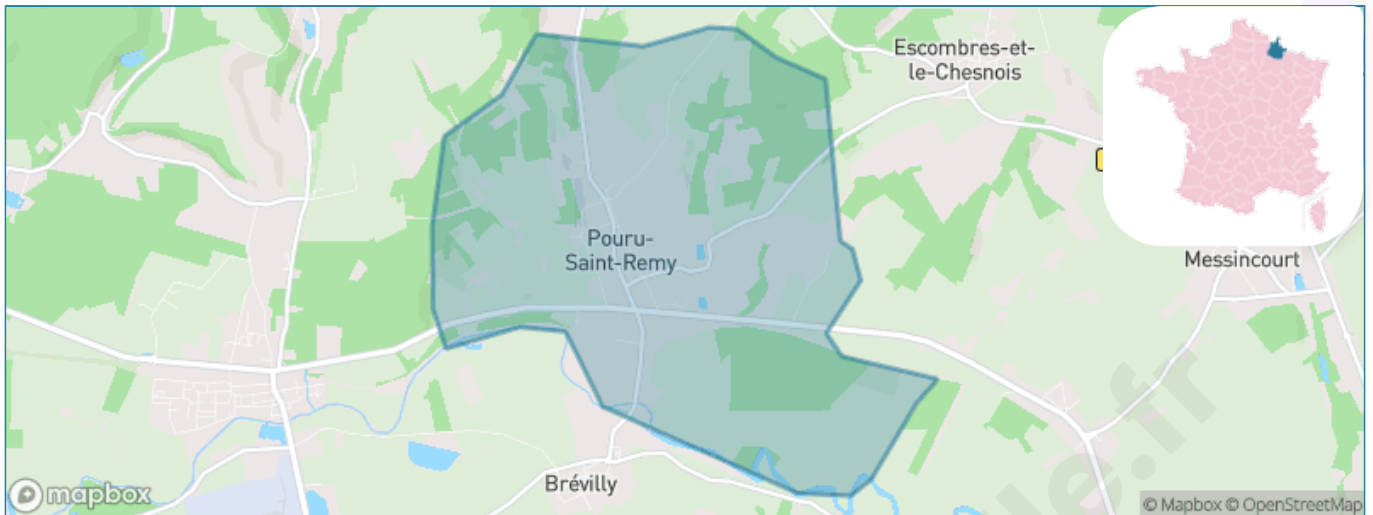 Escombres-et-
le-Chesnois
Pouru-
Saint-Remy
Messincourt
Brévilly
mapbox
© Mapbox © OpenStreetMap